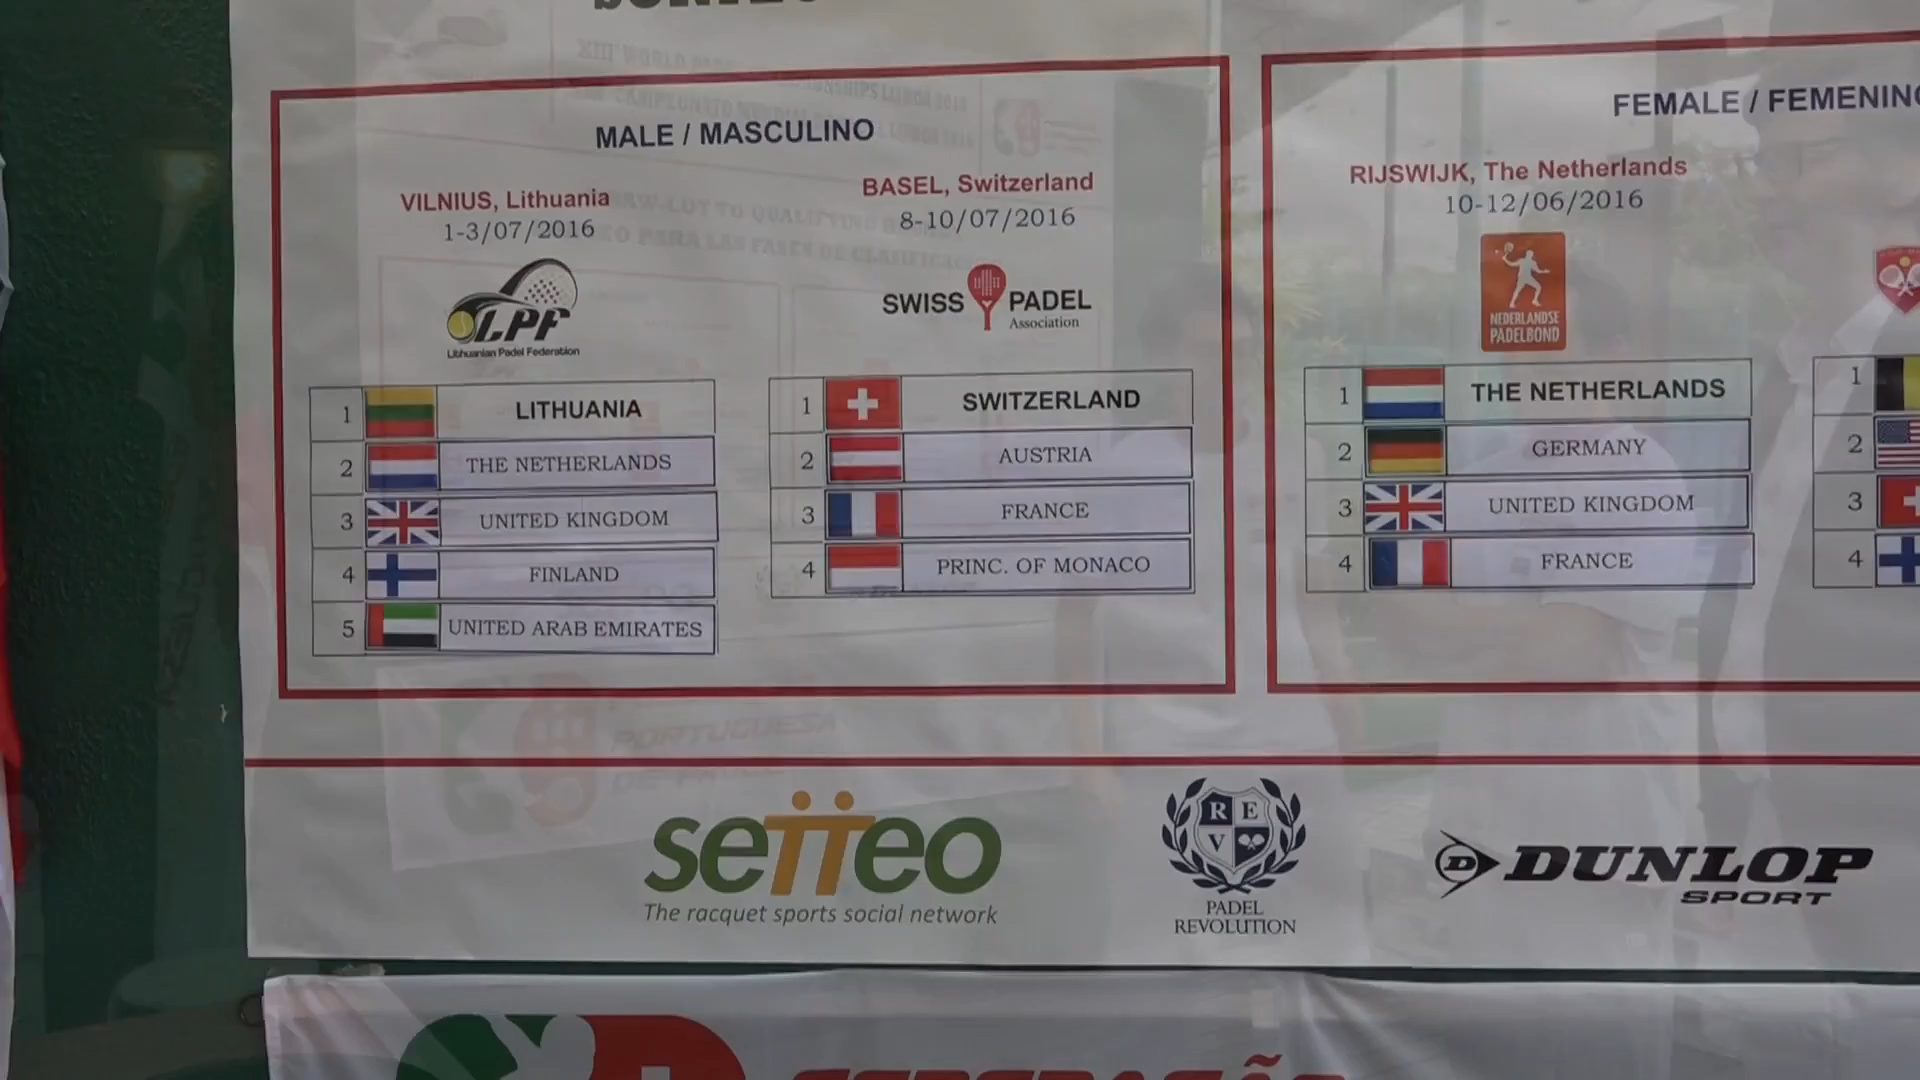 MALE / MASCULINO
VILNIUS, Lithuania
1-3/07/2016
LPF
Lithuanian Padel Federation
1 LITHUANIA
2 THE NETHERLANDS
3 UNITED KINGDOM
4 FINLAND
5 UNITED ARAB EMIRATES
BASEL, Switzerland
8-10/07/2016
SWISS PADEL
Association
1 SWITZERLAND
2 AUSTRIA
3 FRANCE
4 PRINC. OF MONACO
FEMALE / FEMENINO
RIJSWIJK, The Netherlands
10-12/06/2016
NEDERLANDSE
PADELBOND
1 THE NETHERLANDS
2 GERMANY
3 UNITED KINGDOM
4 FRANCE
1
2
3
4
setteo
The racquet sports social network
R E
V
PADEL
REVOLUTION
D DUNLOP
SPORT
PORTUGUESA